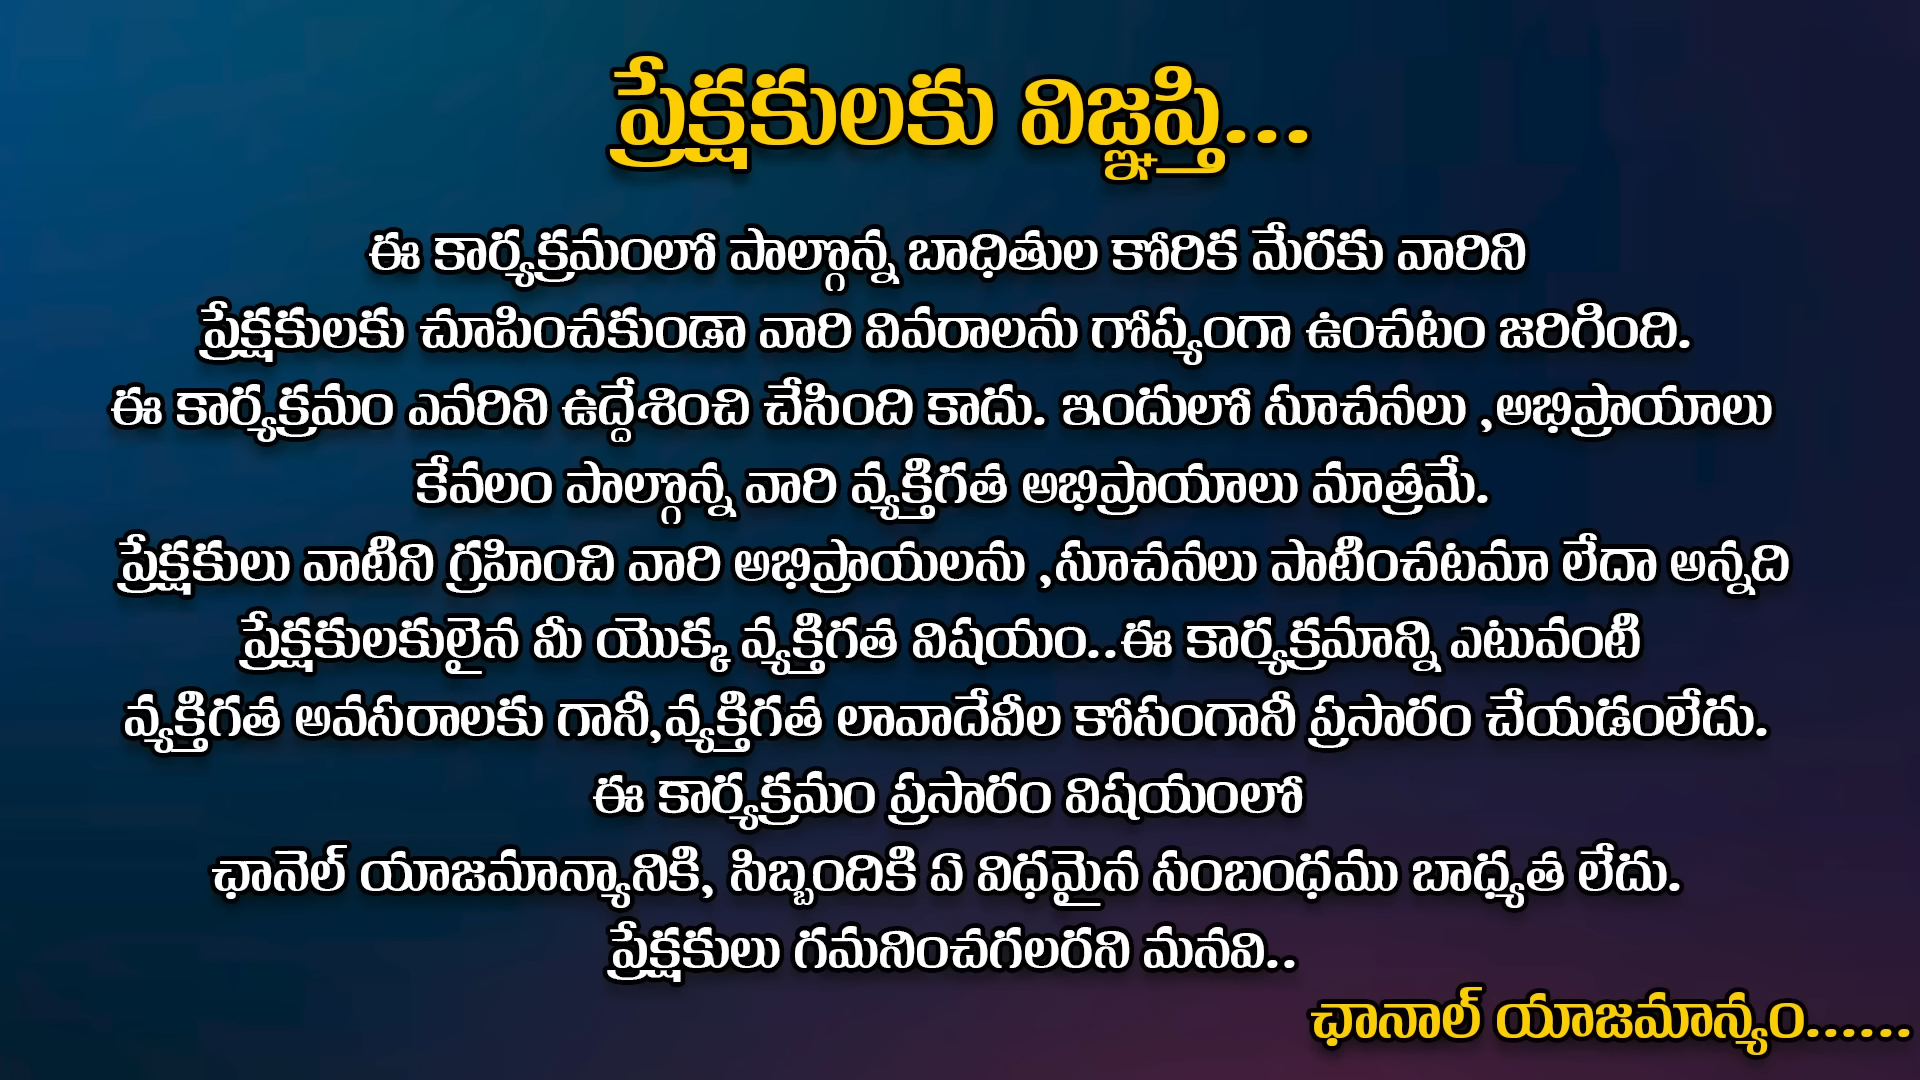 ప్రేక్షకులకు విజ్ఞప్తి...
ఈ కార్యక్రమంలో పాల్గొన్న బాధితుల కోరిక మేరకు వారిని
ప్రేక్షకులకు చూపించకుండా వారి వివరాలను గోప్యంగా ఉంచటం జరిగింది.
ఈ కార్యక్రమం ఎవరిని ఉద్దేశించి చేసింది కాదు. ఇందులో సూచనలు ,అభిప్రాయాలు
కేవలం పాల్గొన్న వారి వ్యక్తిగత అభిప్రాయాలు మాత్రమే.
ప్రేక్షకులు వాటిని గ్రహించి వారి అభిప్రాయలను ,సూచనలు పాటించటమా లేదా అన్నది
ప్రేక్షకులకులైన మీ యొక్క వ్యక్తిగత విషయం..ఈ కార్యక్రమాన్ని ఎటువంటి
వ్యక్తిగత అవసరాలకు గానీ,వ్యక్తిగత లావాదేవీల కోసంగానీ ప్రసారం చేయడంలేదు.
ఈ కార్యక్రమం ప్రసారం విషయంలో
ఛానెల్ యాజమాన్యానికి, సిబ్బందికి ఏ విధమైన సంబంధము బాధ్యత లేదు.
ప్రేక్షకులు గమనించగలరని మనవి..
ఛానాల్ యాజమాన్యం......